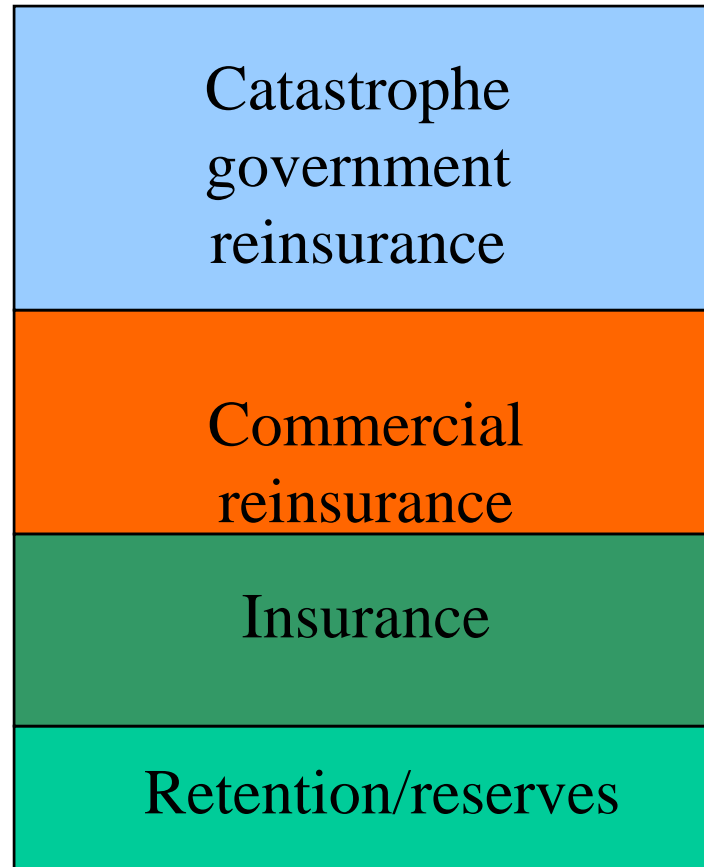 Catastrophe
government
reinsurance
Commercial
reinsurance
Insurance
Retention/reserves